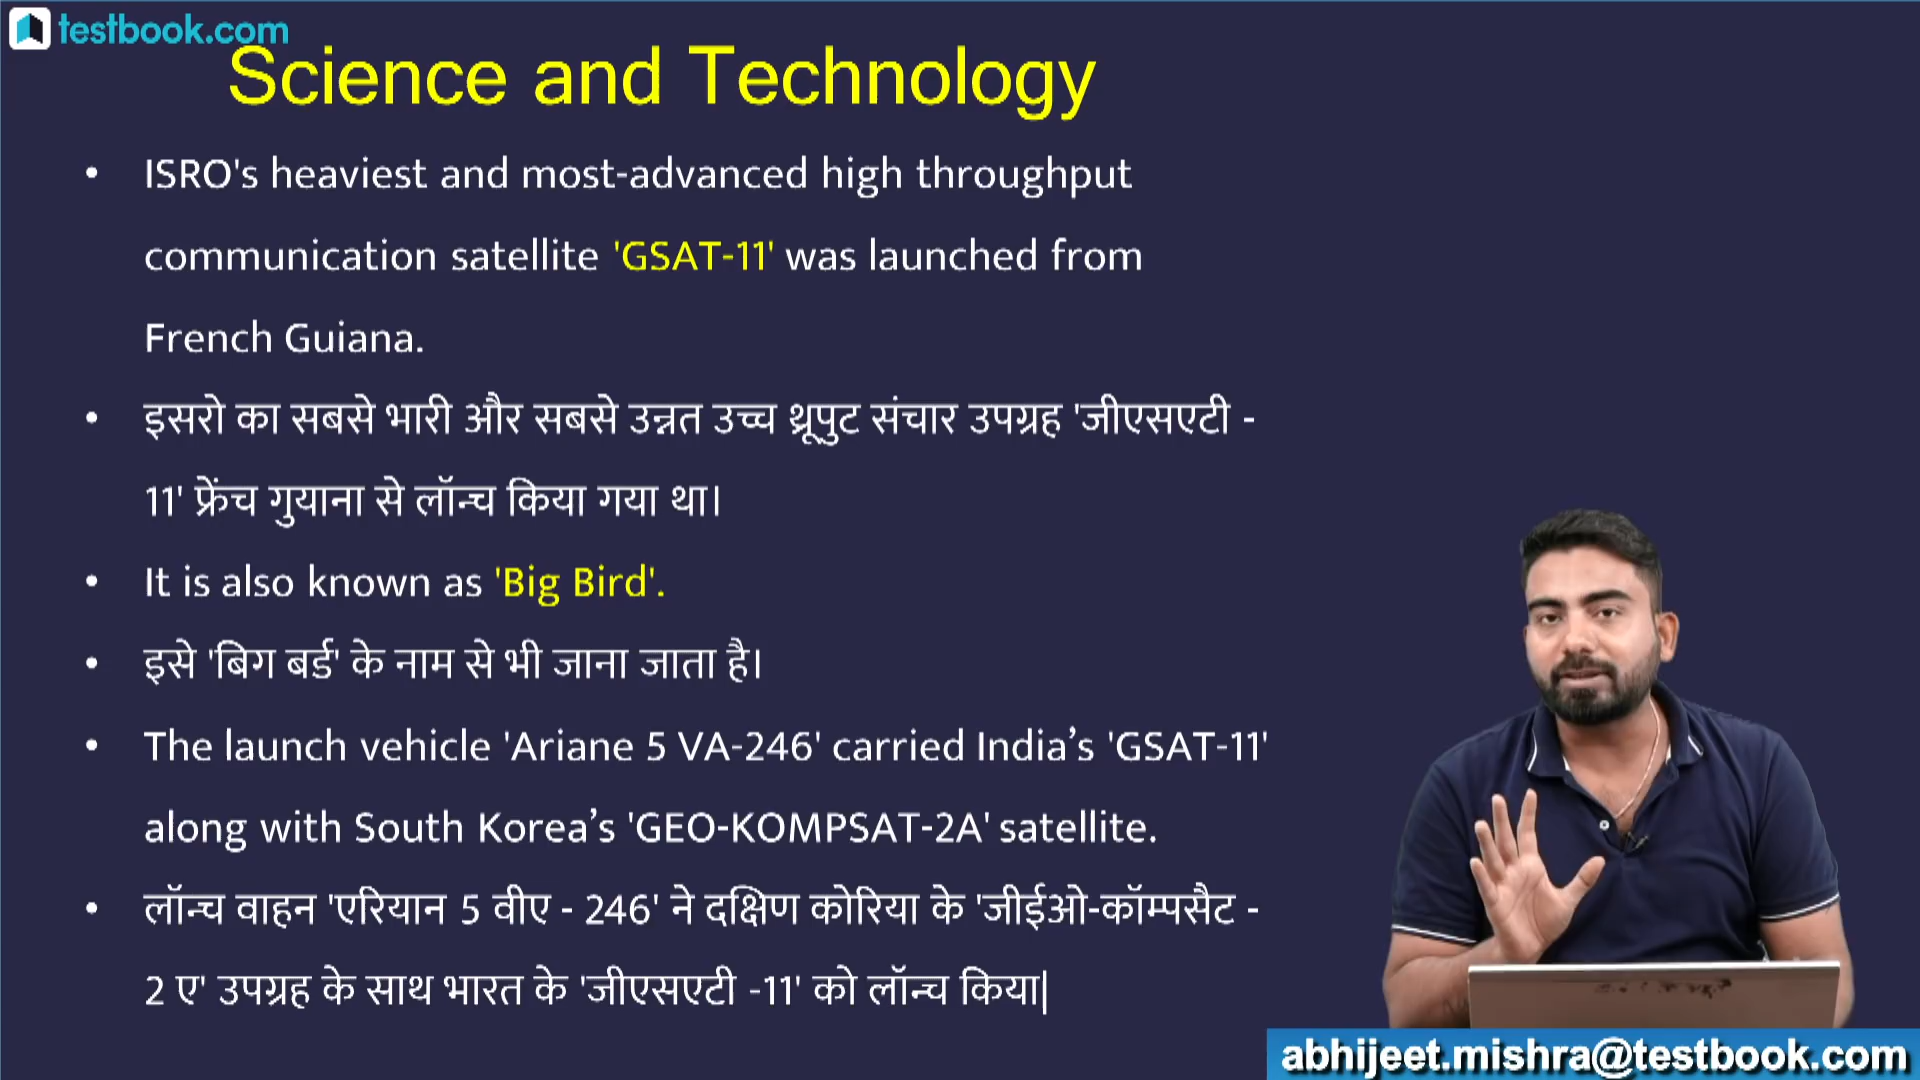 testbook.com
Science and Technology
• ISRO's heaviest and most-advanced high throughput
communication satellite 'GSAT-11' was launched from
French Guiana.
• इसरो का सबसे भारी और सबसे उन्नत उच्च थ्रूपुट संचार उपग्रह 'जीएसएटी -
11' फ्रेंच गुयाना से लॉन्च किया गया था।
• It is also known as 'Big Bird'.
• इसे 'बिग बर्ड' के नाम से भी जाना जाता है।
• The launch vehicle 'Ariane 5 VA-246' carried India’s 'GSAT-11'
along with South Korea’s 'GEO-KOMPSAT-2A' satellite.
• लॉन्च वाहन 'एरियान 5 वीए - 246' ने दक्षिण कोरिया के 'जीईओ-कॉम्पसैट -
2 ए' उपग्रह के साथ भारत के 'जीएसएटी -11' को लॉन्च किया|
abhijeet.mishra@testbook.com